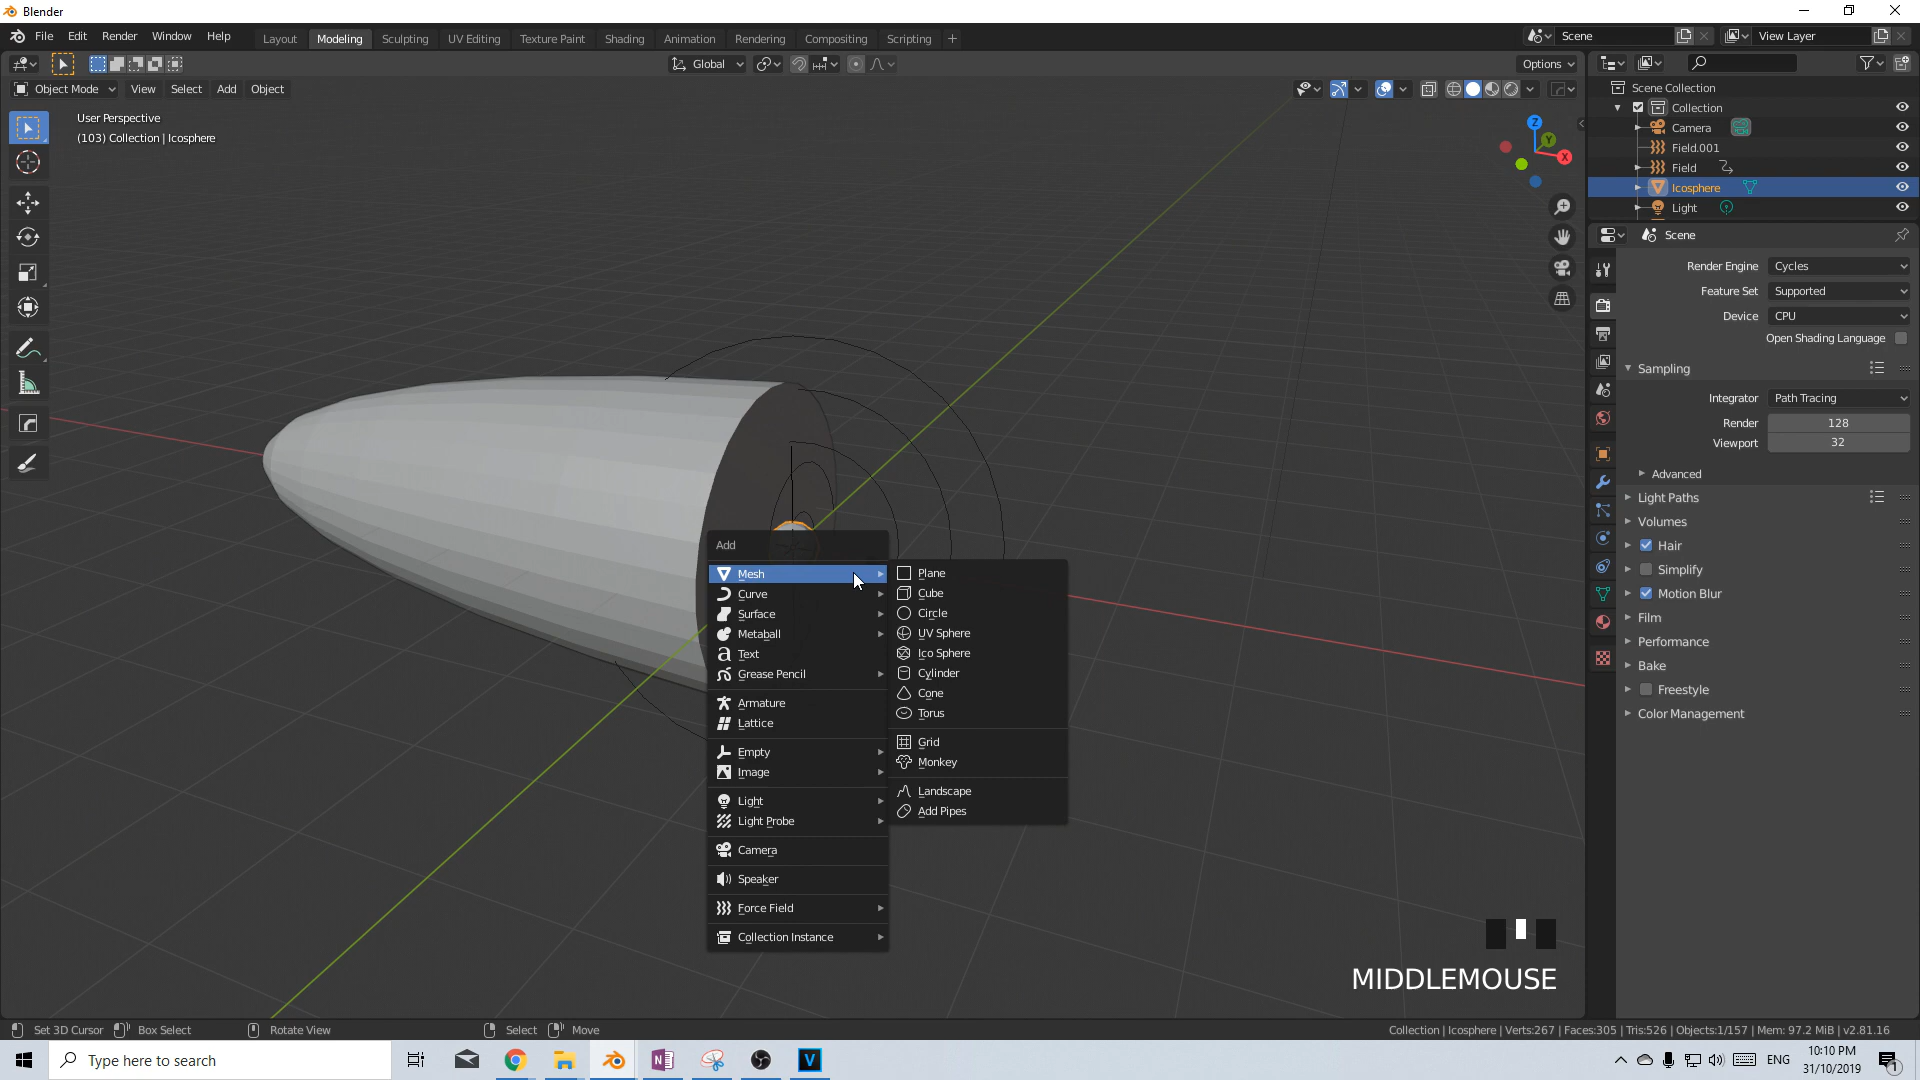 Blender
File Edit Render Window Help
Layout Modeling Sculpting UV Editing Texture Paint Shading Animation Rendering Compositing Scripting +
Scene
View Layer
Global
Options
Object Mode View Select Add Object
User Perspective
(103) Collection | Icosphere
Z
Y
X
Scene Collection
Collection
Camera
Field.001
Field
Icosphere
Light
Scene
Render Engine Cycles
Feature Set Supported
Device CPU
Open Shading Language
Sampling
Integrator Path Tracing
Render 128
Viewport 32
Advanced
Light Paths
Volumes
Hair
Simplify
Motion Blur
Film
Performance
Bake
Freestyle
Color Management
Add
Mesh
Curve
Surface
Metaball
Text
Grease Pencil
Armature
Lattice
Empty
Image
Light
Light Probe
Camera
Speaker
Force Field
Collection Instance
Plane
Cube
Circle
UV Sphere
Ico Sphere
Cylinder
Cone
Torus
Grid
Monkey
Landscape
Add Pipes
MIDDLEMOUSE
Set 3D Cursor Box Select Rotate View Select Move
Collection | Icosphere | Verts:267 | Faces:305 | Tris:526 | Objects:1/157 | Mem: 97.2 MiB | v2.81.16
Type here to search
ENG
10:10 PM
31/10/2019